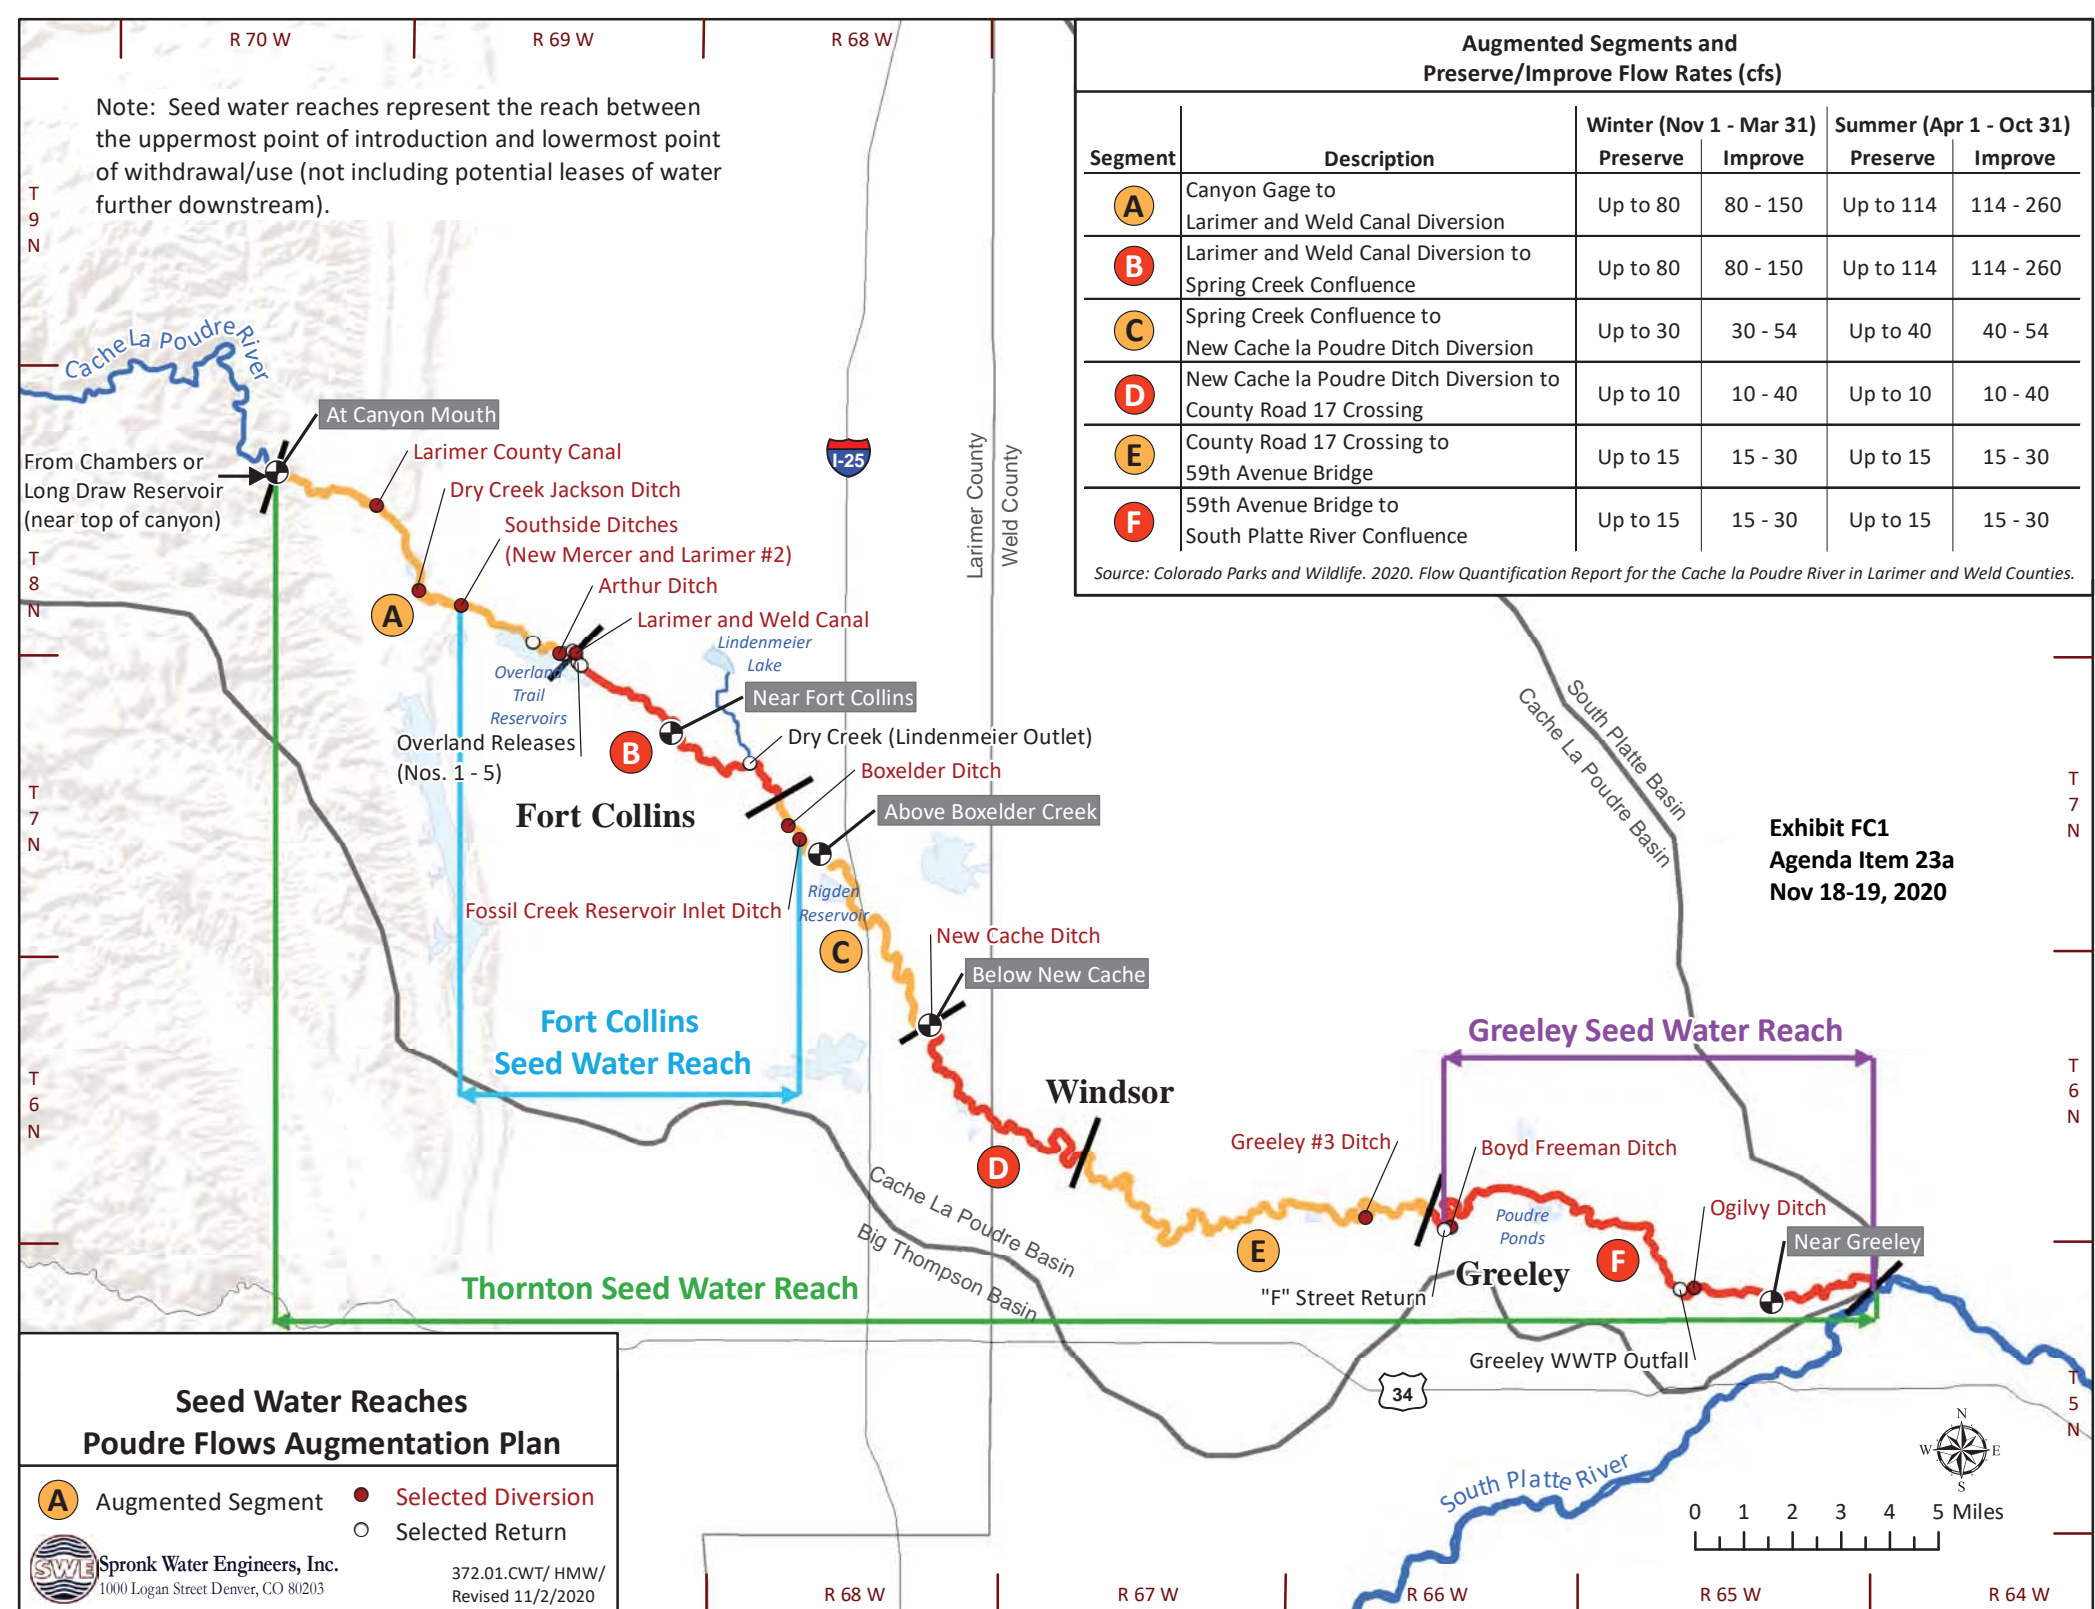 R 70 W
R 69 W
R 68 W
Augmented Segments and
Preserve/Improve Flow Rates (cfs)
Winter (Nov 1 - Mar 31) Summer (Apr 1 - Oct 31)
Segment Description Preserve Improve Preserve Improve
A Canyon Gage to
Larimer and Weld Canal Diversion Up to 80 80 - 150 Up to 114 114 - 260
B Larimer and Weld Canal Diversion to
Spring Creek Confluence Up to 80 80 - 150 Up to 114 114 - 260
C Spring Creek Confluence to
New Cache la Poudre Ditch Diversion Up to 30 30 - 54 Up to 40 40 - 54
D New Cache la Poudre Ditch Diversion to
County Road 17 Crossing Up to 10 10 - 40 Up to 10 10 - 40
E County Road 17 Crossing to
59th Avenue Bridge Up to 15 15 - 30 Up to 15 15 - 30
F 59th Avenue Bridge to
South Platte River Confluence Up to 15 15 - 30 Up to 15 15 - 30
Source: Colorado Parks and Wildlife. 2020. Flow Quantification Report for the Cache la Poudre River in Larimer and Weld Counties.
Note: Seed water reaches represent the reach between
the uppermost point of introduction and lowermost point
of withdrawal/use (not including potential leases of water
further downstream).
T
9
N
Cache La Poudre River
At Canyon Mouth
From Chambers or
Long Draw Reservoir
(near top of canyon)
Larimer County Canal
Dry Creek Jackson Ditch
Southside Ditches
(New Mercer and Larimer #2)
Arthur Ditch
Larimer and Weld Canal
I-25
Larimer County
Weld County
T
8
N
A
Lindenmeier
Lake
Overland
Trail
Reservoirs
Near Fort Collins
Overland Releases
(Nos. 1 - 5)
B
Dry Creek (Lindenmeier Outlet)
Boxelder Ditch
Fort Collins
Above Boxelder Creek
South Platte Basin
Cache La Poudre Basin
T
7
N
T
7
N
Exhibit FC1
Agenda Item 23a
Nov 18-19, 2020
Rigden
Reservoir
Fossil Creek Reservoir Inlet Ditch
C
New Cache Ditch
Below New Cache
Fort Collins
Seed Water Reach
Greeley Seed Water Reach
T
6
N
T
6
N
Windsor
D
Greeley #3 Ditch
Boyd Freeman Ditch
Cache La Poudre Basin
Big Thompson Basin
E
Poudre
Ponds
F
Ogilvy Ditch
Near Greeley
Greeley
"F" Street Return
Thornton Seed Water Reach
Greeley WWTP Outfall
34
T
5
N
South Platte River
N
W E
S
0 1 2 3 4 5 Miles
Seed Water Reaches
Poudre Flows Augmentation Plan
A Augmented Segment
Selected Diversion
Selected Return
SWE
Spronk Water Engineers, Inc.
1000 Logan Street Denver, CO 80203
372.01.CWT/ HMW/
Revised 11/2/2020
R 68 W
R 67 W
R 66 W
R 65 W
R 64 W